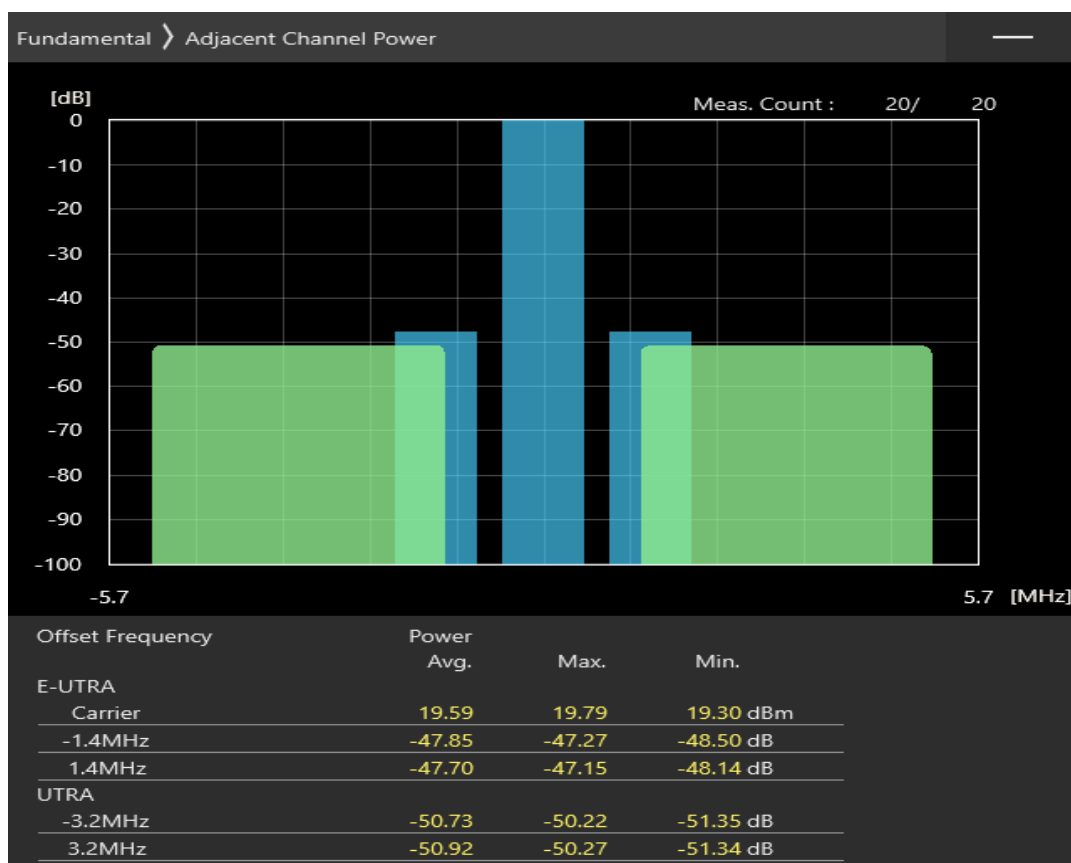 Fundamental 〉 Adjacent Channel Power
[dB]
Meas. Count : 20/ 20
0
-10
-20
-30
-40
-50
-60
-70
-80
-90
-100
-5.7 5.7 [MHz]
Offset Frequency Power
Avg. Max. Min.
E-UTRA
Carrier 19.59 19.79 19.30 dBm
-1.4MHz -47.85 -47.27 -48.50 dB
1.4MHz -47.70 -47.15 -48.14 dB
UTRA
-3.2MHz -50.73 -50.22 -51.35 dB
3.2MHz -50.92 -50.27 -51.34 dB